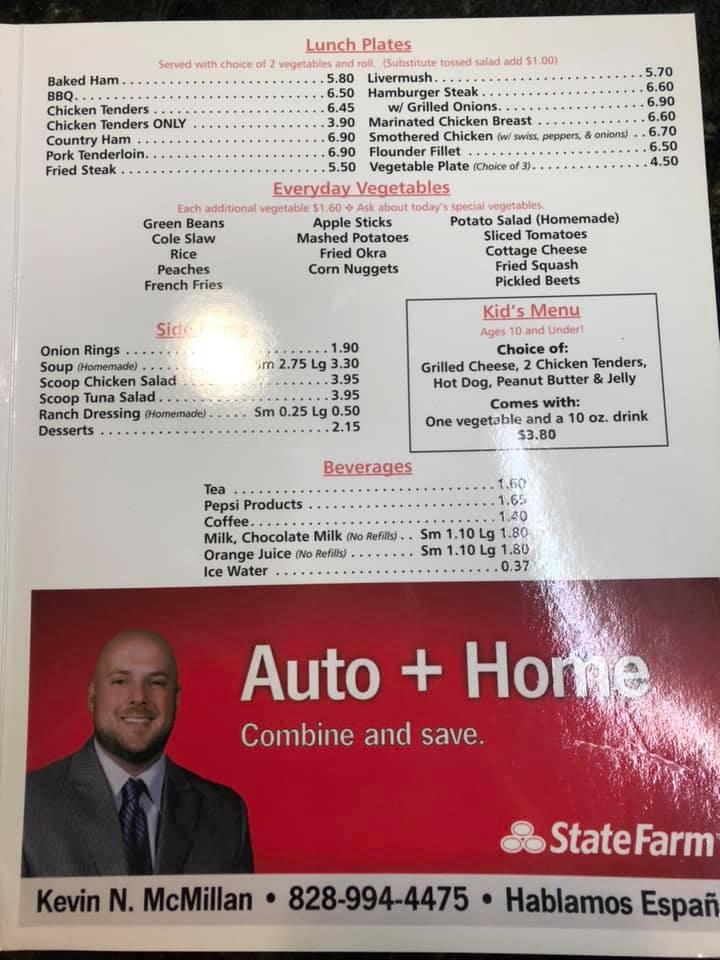 Lunch Plates
Served with choice of 2 vegetables and roll. (Substitute tossed salad add $1.00)
Baked Ham 5.80
BBQ 6.50
Chicken Tenders 6.45
Chicken Tenders ONLY 3.90
Country Ham 6.90
Pork Tenderloin 6.90
Fried Steak 5.50
Livermush 5.70
Hamburger Steak 6.60
w/ Grilled Onions 6.90
Marinated Chicken Breast 6.60
Smothered Chicken (w/ swiss, peppers, & onions) 6.70
Flounder Fillet 6.50
Vegetable Plate (Choice of 3) 4.50
Everyday Vegetables
Each additional vegetable $1.60 ❖ Ask about today's special vegetables.
Green Beans
Cole Slaw
Rice
Peaches
French Fries
Apple Sticks
Mashed Potatoes
Fried Okra
Corn Nuggets
Potato Salad (Homemade)
Sliced Tomatoes
Cottage Cheese
Fried Squash
Pickled Beets
Side
Onion Rings 1.90
Soup (Homemade) Sm 2.75 Lg 3.30
Scoop Chicken Salad 3.95
Scoop Tuna Salad 3.95
Ranch Dressing (Homemade) Sm 0.25 Lg 0.50
Desserts 2.15
Kid's Menu
Ages 10 and Under!
Choice of:
Grilled Cheese, 2 Chicken Tenders,
Hot Dog, Peanut Butter & Jelly
Comes with:
One vegetable and a 10 oz. drink
$3.80
Beverages
Tea 1.60
Pepsi Products 1.65
Coffee 1.40
Milk, Chocolate Milk (No Refills) Sm 1.10 Lg 1.80
Orange Juice (No Refills) Sm 1.10 Lg 1.80
Ice Water 0.37
Auto + Home
Combine and save.
StateFarm
Kevin N. McMillan • 828-994-4475 • Hablamos Españ